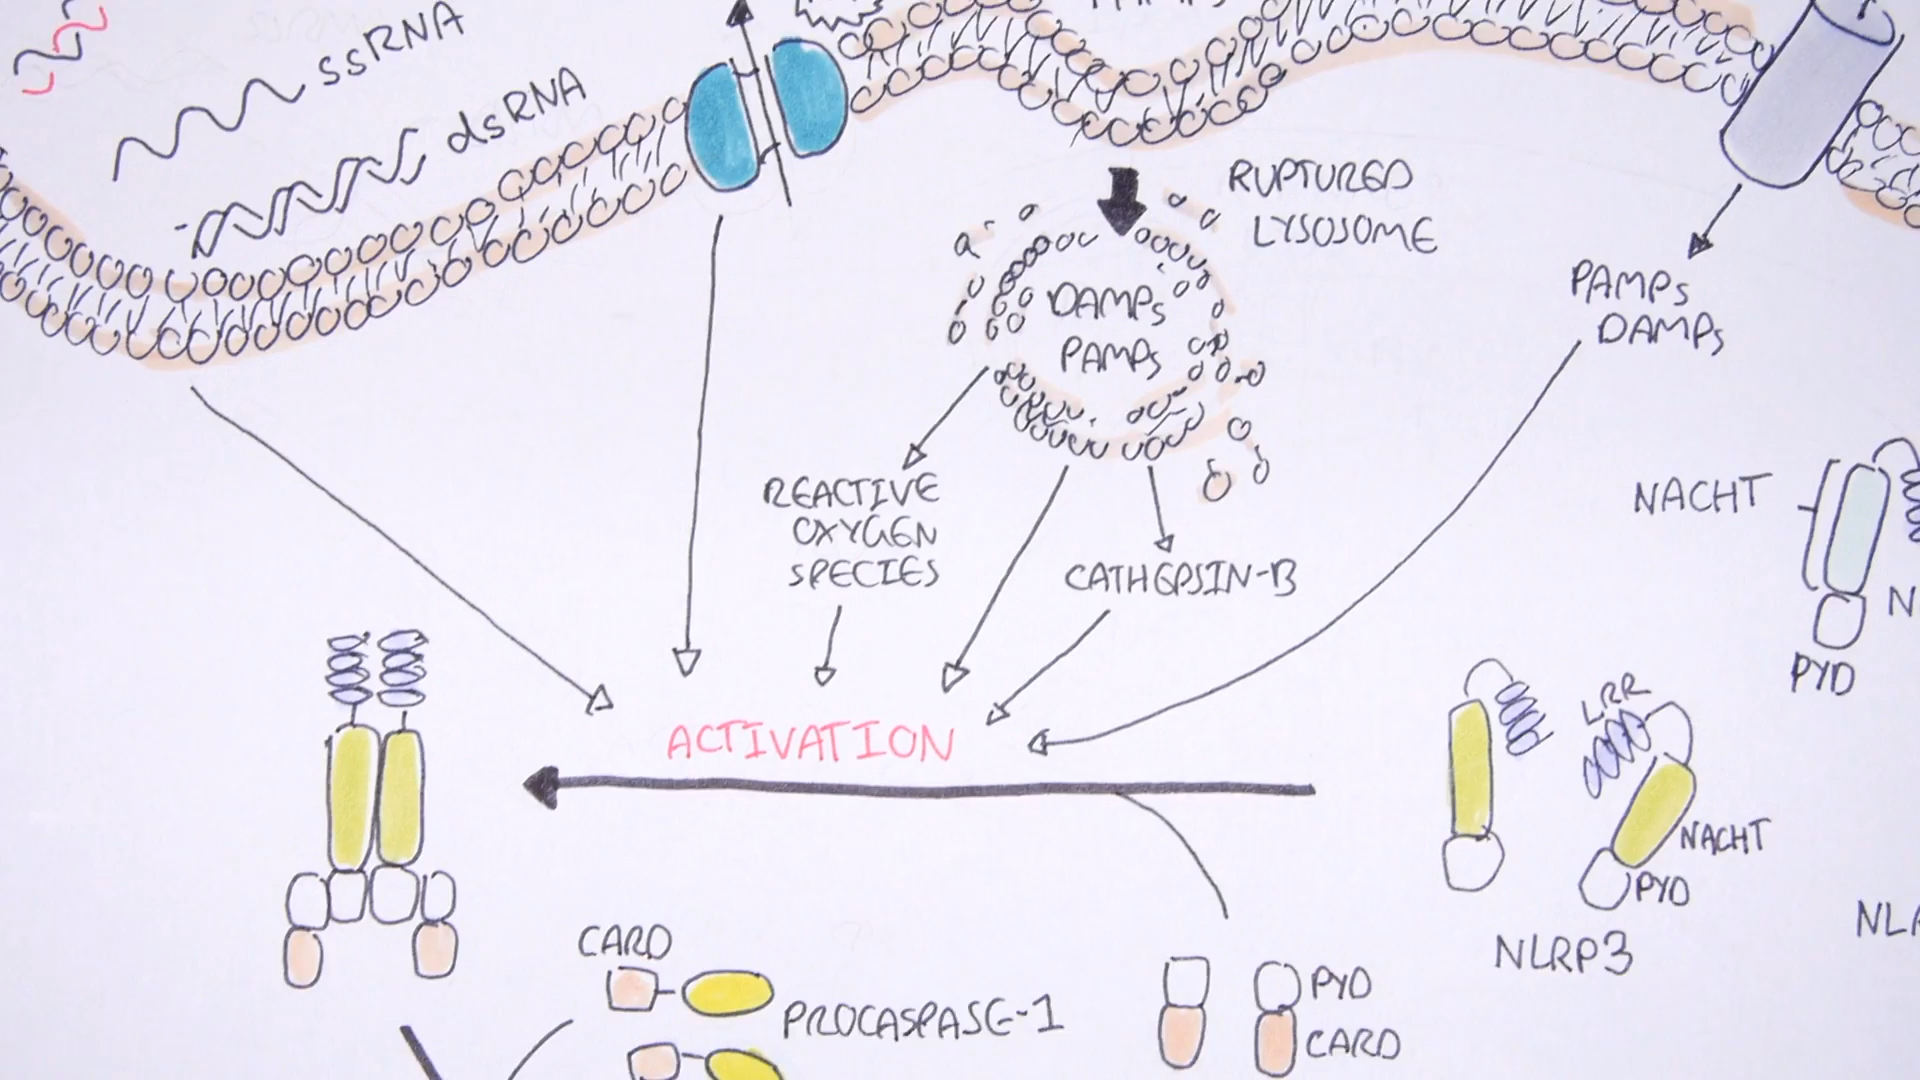 ssRNA
dsRNA
RUPTURED
LYSOSOME
DAMPs
PAMPs
PAMPs
DAMPs
REACTIVE
OXYGEN
SPECIES
CATHEPSIN-B
NACHT
N
PYD
ACTIVATION
LRR
NACHT
PYD
NLRP3
CARD
PROCASPASE-1
PYD
CARD